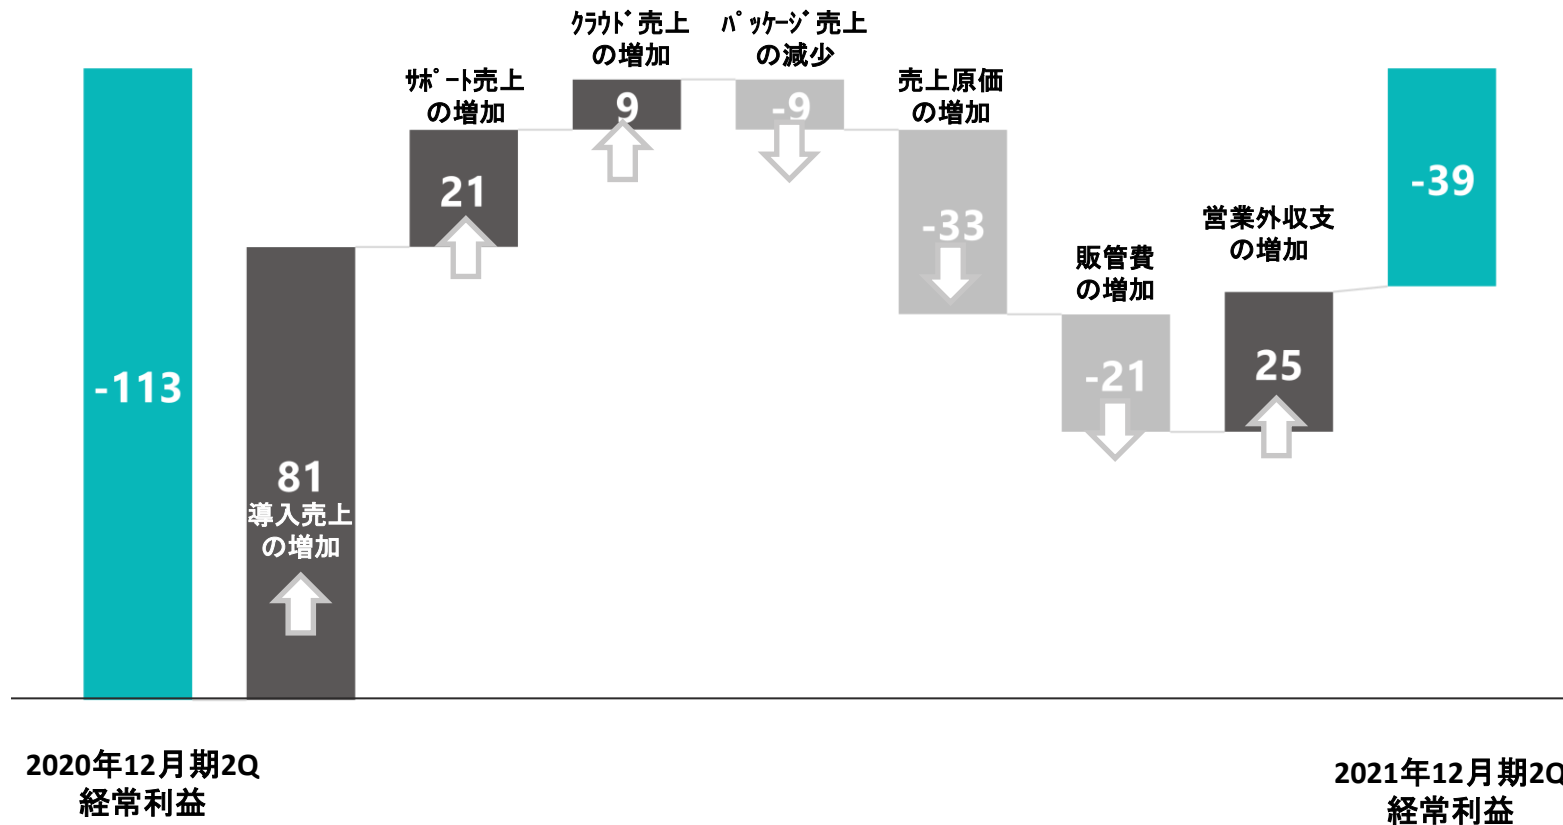 -113
2020年12月期2Q
経常利益
81
導入売上
の増加
ｻﾎﾟｰﾄ売上
の増加
21
ｸﾗｳﾄﾞ売上
の増加
9
ﾊﾟｯｹｰｼﾞ売上
の減少
-9
売上原価
の増加
-33
販管費
の増加
-21
営業外収支
の増加
25
-39
2021年12月期2Q
経常利益